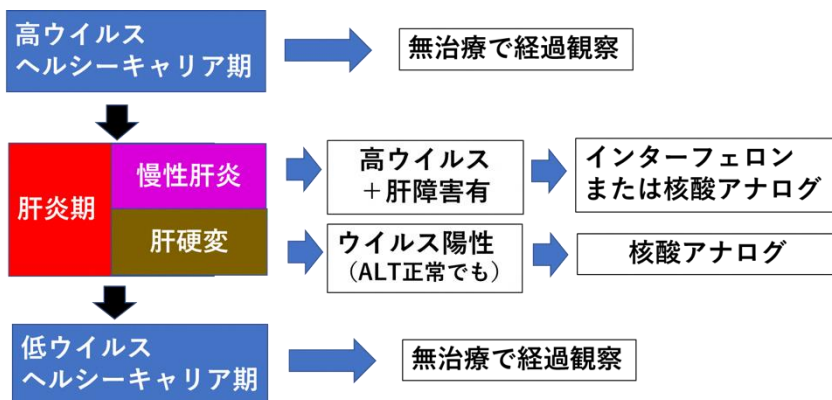 高ウイルス
ヘルシーキャリア期
無治療で経過観察
肝炎期
慢性肝炎
高ウイルス
＋肝障害有
インターフェロン
または核酸アナログ
肝硬変
ウイルス陽性
（ALT正常でも）
核酸アナログ
低ウイルス
ヘルシーキャリア期
無治療で経過観察